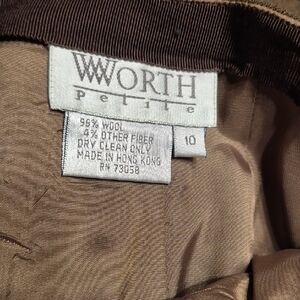 WORTH
Petite
96% WOOL
4% OTHER FIBER
DRY CLEAN ONLY
MADE IN HONG KONG
RN 73058
10